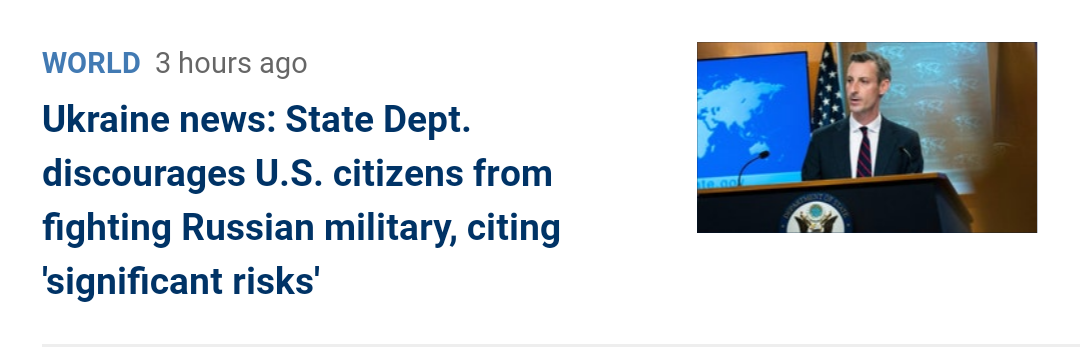 WORLD 3 hours ago
Ukraine news: State Dept.
discourages U.S. citizens from
fighting Russian military, citing
'significant risks'